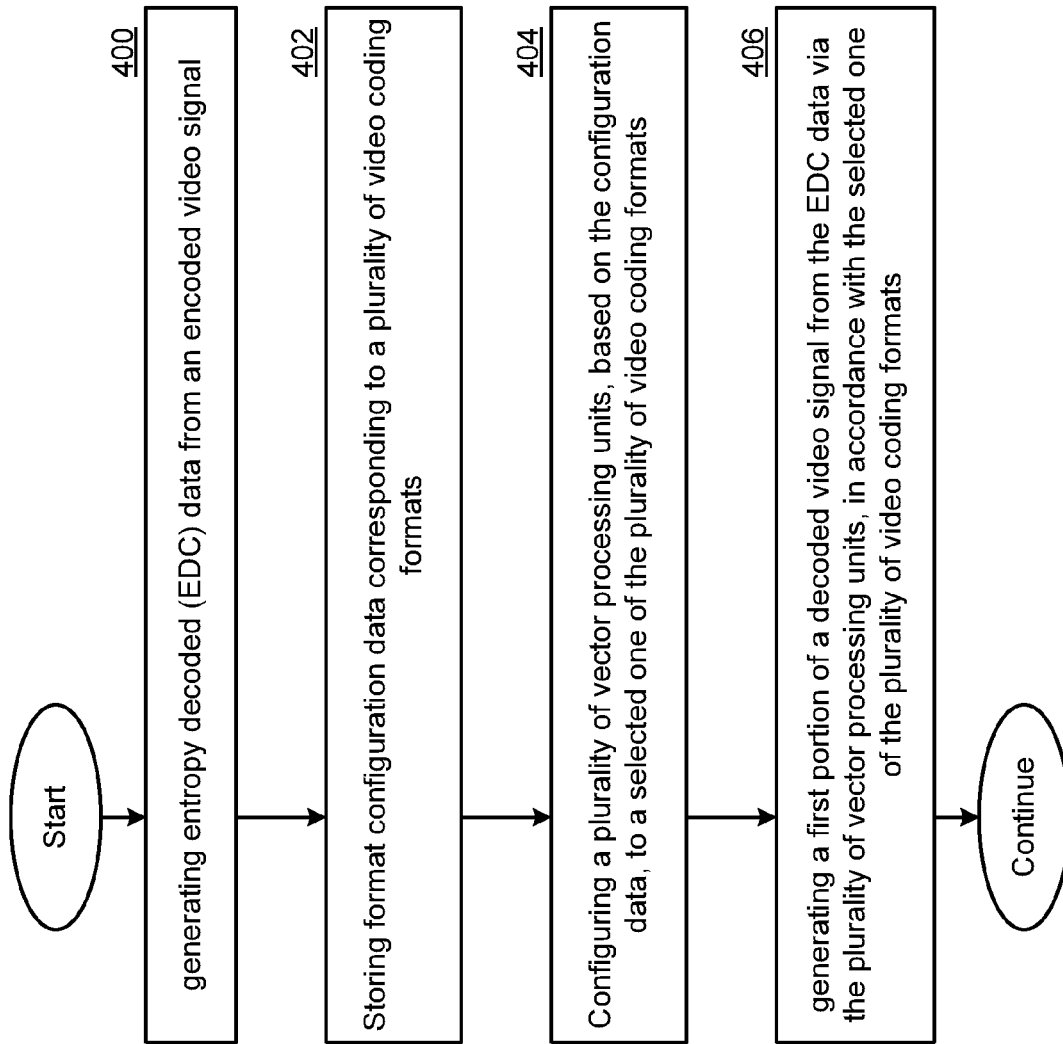 Start
400
generating entropy decoded (EDC) data from an encoded video signal
402
Storing format configuration data corresponding to a plurality of video coding
formats
404
Configuring a plurality of vector processing units, based on the configuration
data, to a selected one of the plurality of video coding formats
406
generating a first portion of a decoded video signal from the EDC data via
the plurality of vector processing units, in accordance with the selected one
of the plurality of video coding formats
Continue